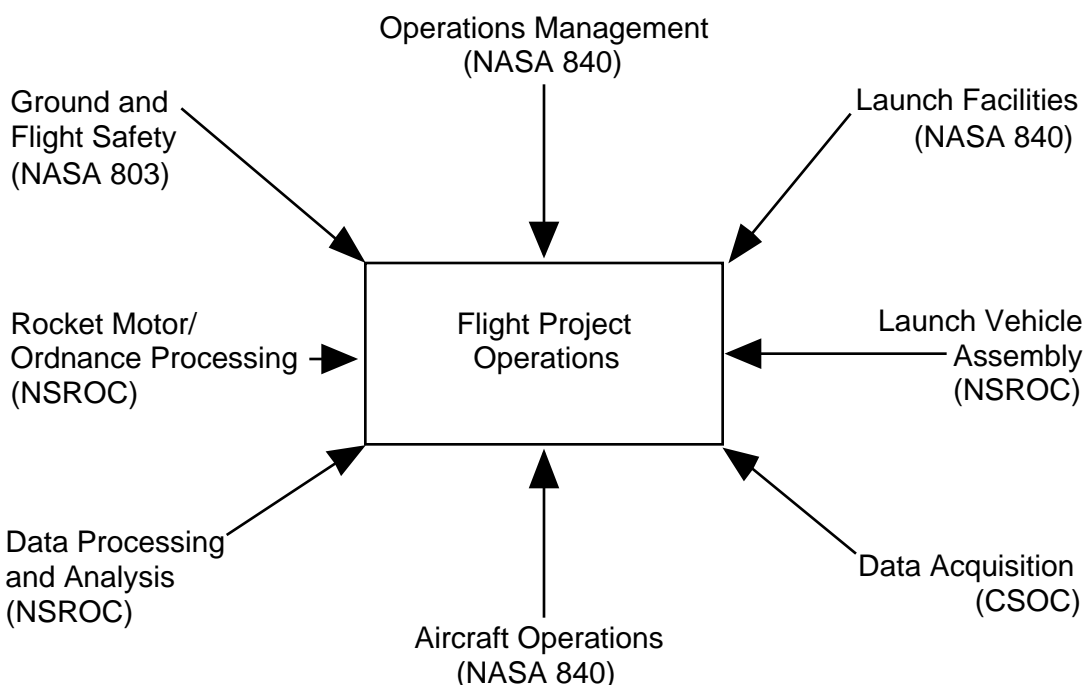 Operations Management
(NASA 840)
Ground and
Flight Safety
(NASA 803)
Launch Facilities
(NASA 840)
Rocket Motor/
Ordnance Processing
(NSROC)
Flight Project
Operations
Launch Vehicle
Assembly
(NSROC)
Data Processing
and Analysis
(NSROC)
Aircraft Operations
(NASA 840)
Data Acquisition
(CSOC)